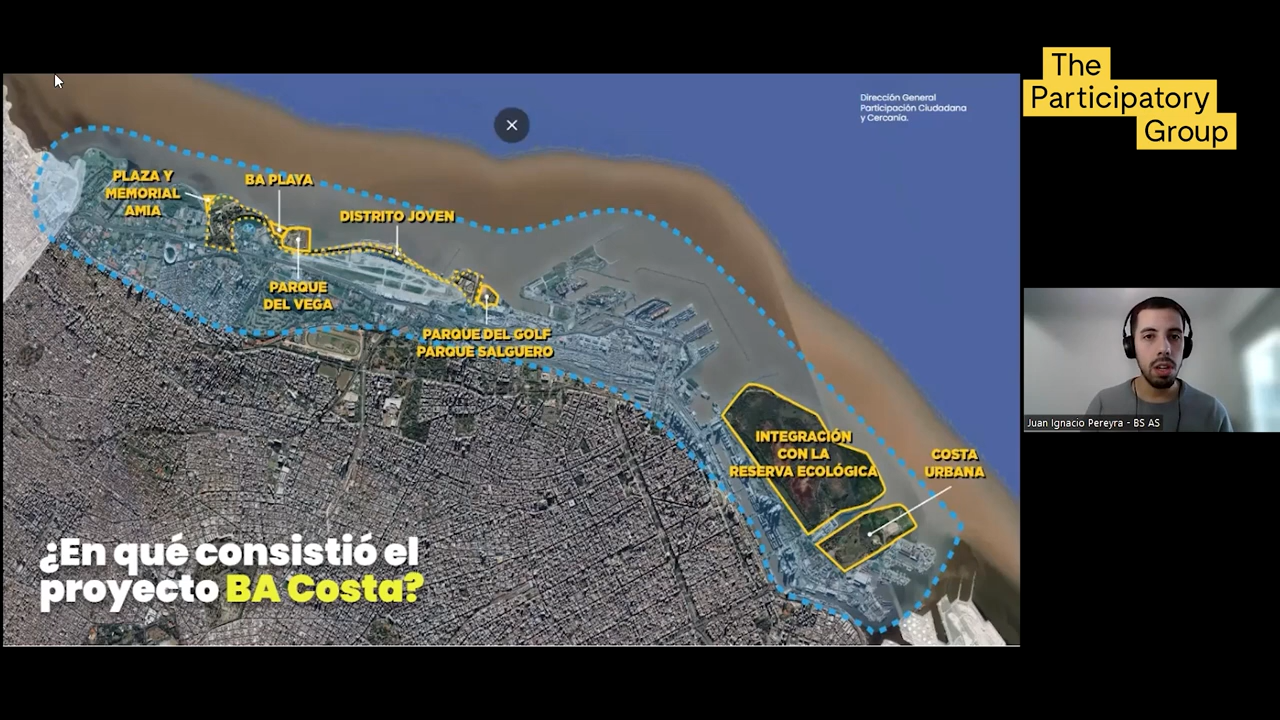 The
Participatory
Group
Dirección General
Participación Ciudadana
y Cercanía.
PLAZA Y
MEMORIAL
AMIA
BA PLAYA
DISTRITO JOVEN
PARQUE
DEL VEGA
PARQUE DEL GOLF
PARQUE SALGUERO
INTEGRACIÓN
CON LA
RESERVA ECOLÓGICA
COSTA
URBANA
¿En qué consistió el
proyecto BA Costa?
Juan Ignacio Pereyra - BS AS